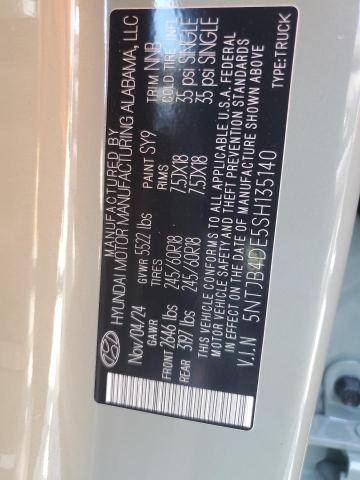 MANUFACTURED BY
HYUNDAI MOTOR MANUFACTURING ALABAMA, LLC
Nov/04/24 GVWR 5522 lbs PAINT SY9 TRIM NNB
GAWR TIRES RIMS COLD TIRE INFL
FRONT 2646 lbs 245/60R18 7.5JX18 35 psi SINGLE
REAR 3197 lbs 245/60R18 7.5JX18 35 psi SINGLE
THIS VEHICLE CONFORMS TO ALL APPLICABLE U.S.A. FEDERAL
MOTOR VEHICLE SAFETY AND THEFT PREVENTION STANDARDS
IN EFFECT ON THE DATE OF MANUFACTURE SHOWN ABOVE
V.I.N 5NTJB4DE5SH135140 TYPE:TRUCK